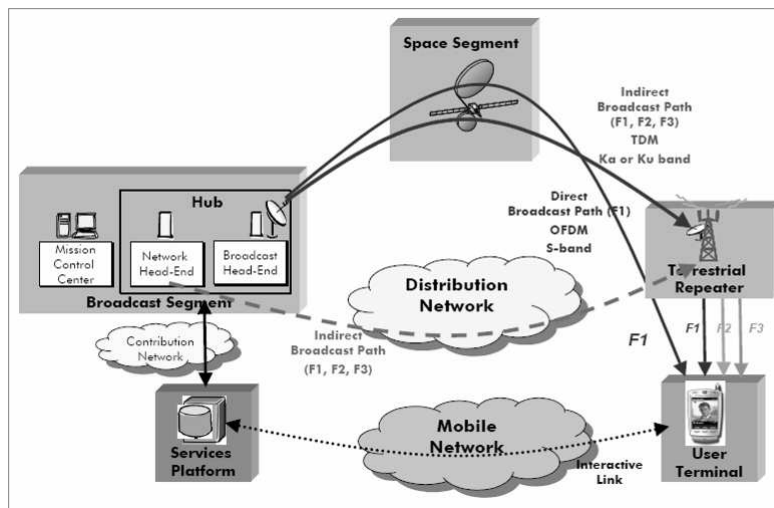 Space Segment
Indirect
Broadcast Path
(F1, F2, F3)
TDM
Ka or Ku band
Hub
Mission
Control
Center
Network
Head-End
Broadcast
Head-End
Broadcast Segment
Direct
Broadcast Path (F1)
OFDM
S-band
Terrestrial
Repeater
Distribution
Network
Contribution
Network
Indirect
Broadcast Path
(F1, F2, F3)
F1
F1
F2
F3
Services
Platform
Mobile
Network
Interactive
Link
User
Terminal